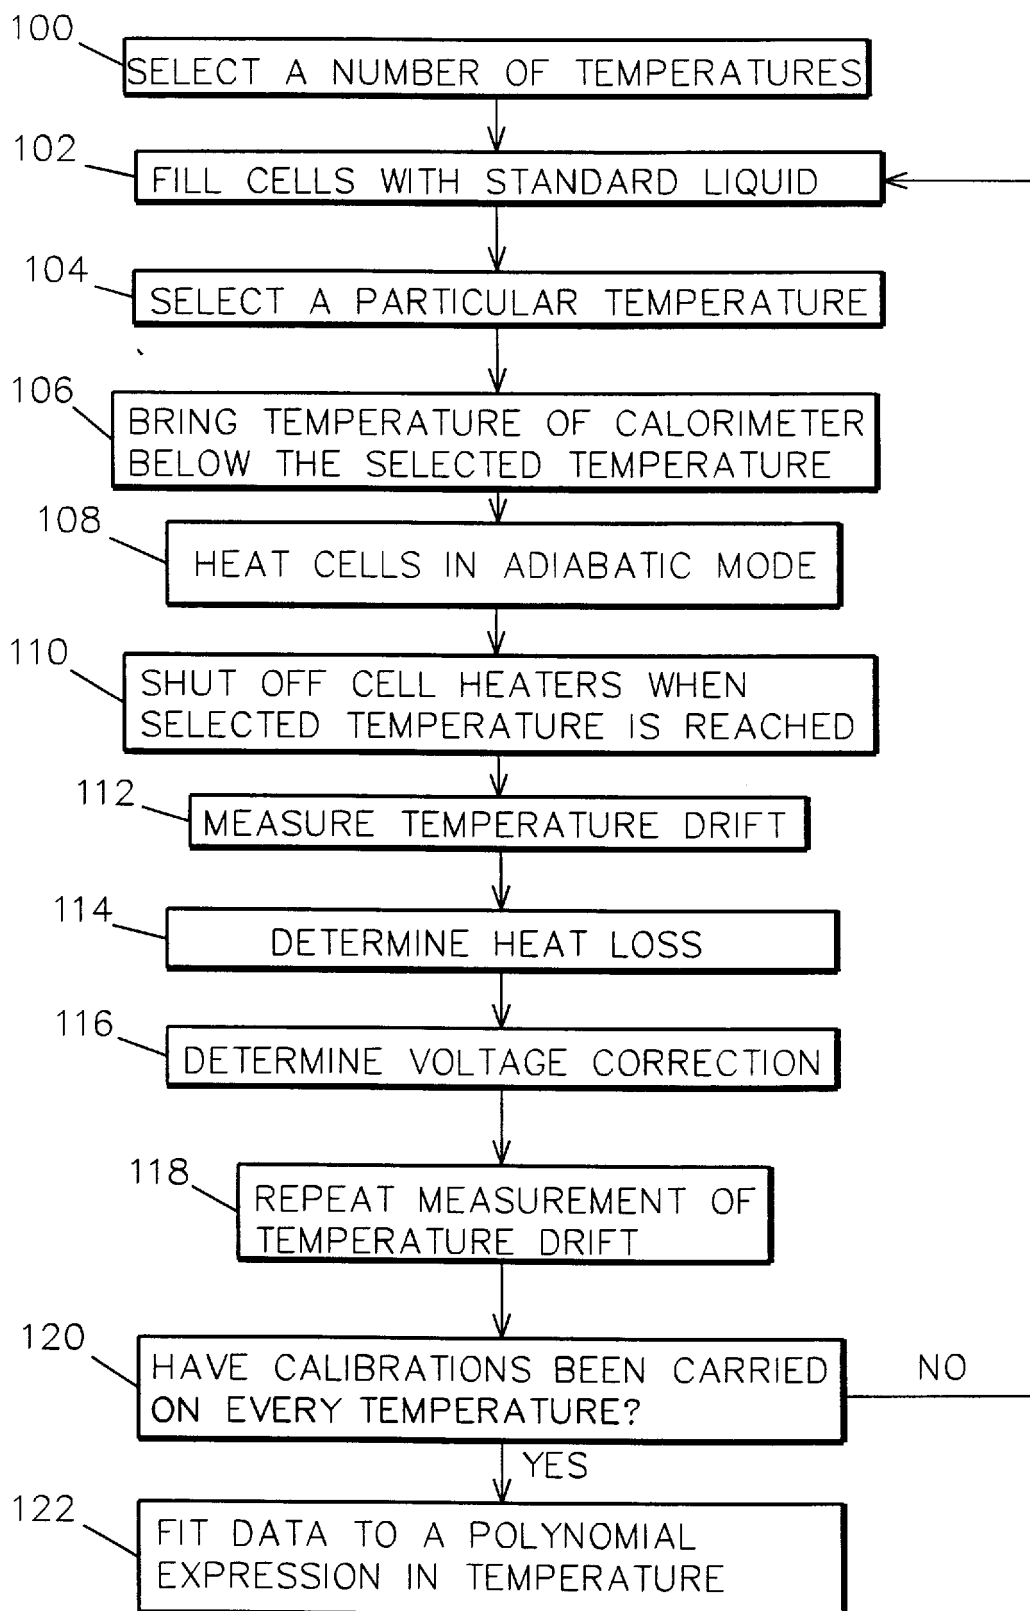 100
SELECT A NUMBER OF TEMPERATURES
102
FILL CELLS WITH STANDARD LIQUID
104
SELECT A PARTICULAR TEMPERATURE
106
BRING TEMPERATURE OF CALORIMETER
BELOW THE SELECTED TEMPERATURE
108
HEAT CELLS IN ADIABATIC MODE
110
SHUT OFF CELL HEATERS WHEN
SELECTED TEMPERATURE IS REACHED
112
MEASURE TEMPERATURE DRIFT
114
DETERMINE HEAT LOSS
116
DETERMINE VOLTAGE CORRECTION
118
REPEAT MEASUREMENT OF
TEMPERATURE DRIFT
120
HAVE CALIBRATIONS BEEN CARRIED
ON EVERY TEMPERATURE?
NO
YES
122
FIT DATA TO A POLYNOMIAL
EXPRESSION IN TEMPERATURE